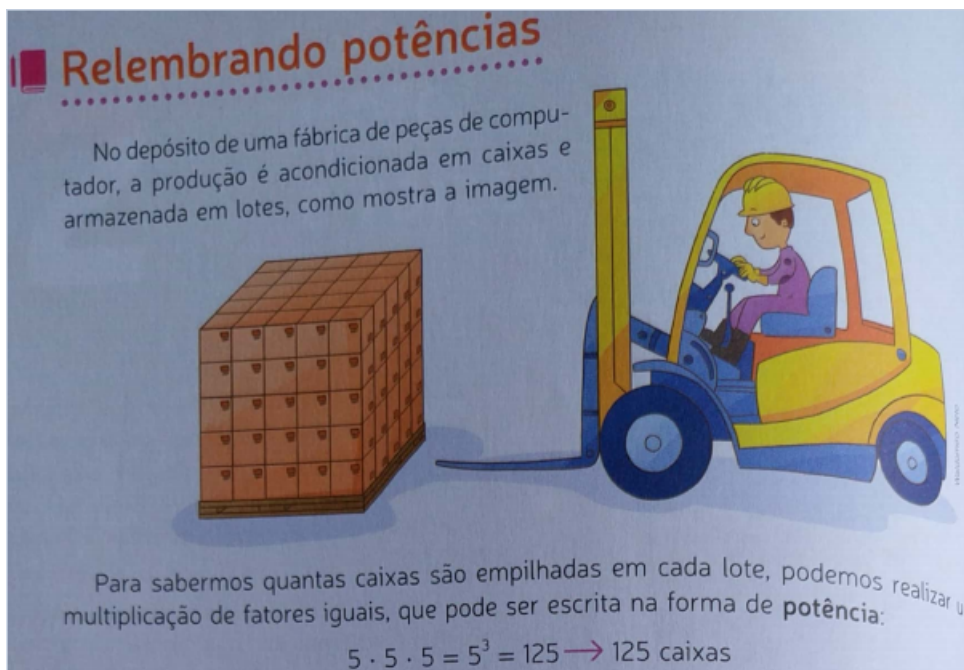 Relembrando potências
No depósito de uma fábrica de peças de compu-
tador, a produção é acondicionada em caixas e
armazenada em lotes, como mostra a imagem.
Para sabermos quantas caixas são empilhadas em cada lote, podemos realizar u
multiplicação de fatores iguais, que pode ser escrita na forma de potência:
5 · 5 · 5 = 5³ = 125 → 125 caixas